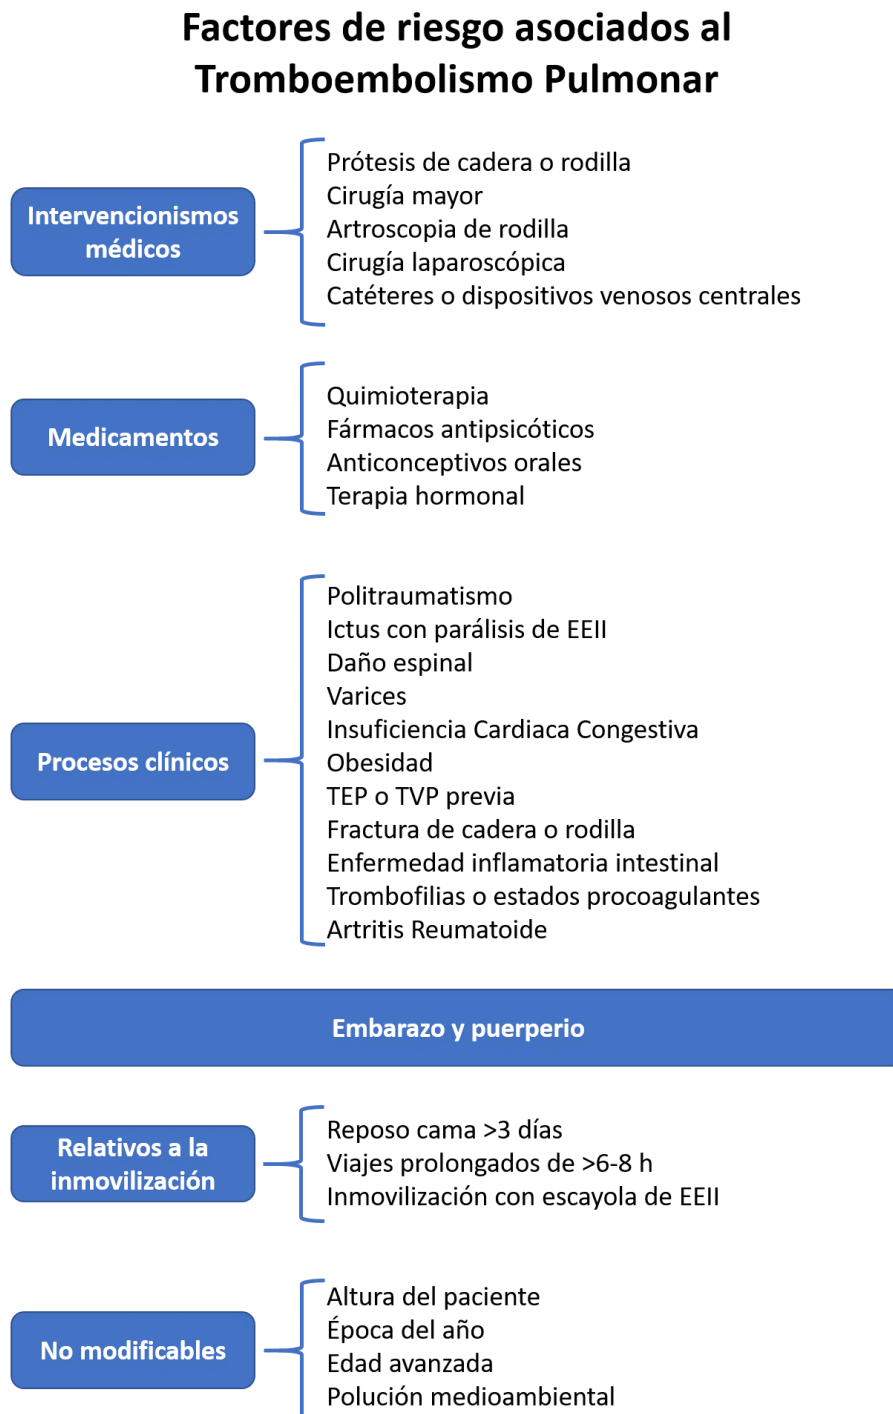 Factores de riesgo asociados al
Tromboembolismo Pulmonar
Intervencionismos
médicos
Prótesis de cadera o rodilla
Cirugía mayor
Artroscopia de rodilla
Cirugía laparoscópica
Catéteres o dispositivos venosos centrales
Medicamentos
Quimioterapia
Fármacos antipsicóticos
Anticonceptivos orales
Terapia hormonal
Procesos clínicos
Politraumatismo
Ictus con parálisis de EEII
Daño espinal
Varices
Insuficiencia Cardiaca Congestiva
Obesidad
TEP o TVP previa
Fractura de cadera o rodilla
Enfermedad inflamatoria intestinal
Trombofilias o estados procoagulantes
Artritis Reumatoide
Embarazo y puerperio
Relativos a la
inmovilización
Reposo cama >3 días
Viajes prolongados de >6-8 h
Inmovilización con escayola de EEII
No modificables
Altura del paciente
Época del año
Edad avanzada
Polución medioambiental